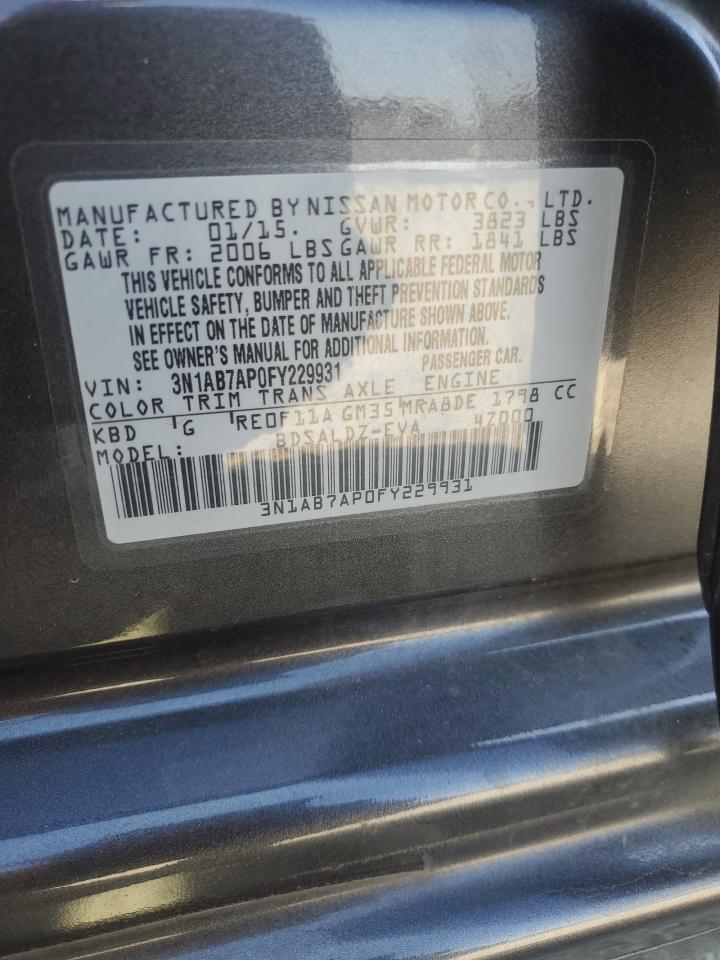 MANUFACTURED BY NISSAN MOTOR CO., LTD.
DATE: 01/15. GVWR: 3823 LBS
GAWR FR: 2006 LBS GAWR RR: 1841 LBS
THIS VEHICLE CONFORMS TO ALL APPLICABLE FEDERAL MOTOR
VEHICLE SAFETY, BUMPER AND THEFT PREVENTION STANDARDS
IN EFFECT ON THE DATE OF MANUFACTURE SHOWN ABOVE.
SEE OWNER'S MANUAL FOR ADDITIONAL INFORMATION.
VIN: 3N1AB7AP0FY229931 PASSENGER CAR.
COLOR TRIM TRANS AXLE ENGINE
KBD G RE0F11A GM35 MRA8DE 1798 CC
MODEL: BDSALDZ-EVA 47000
3N1AB7AP0FY229931